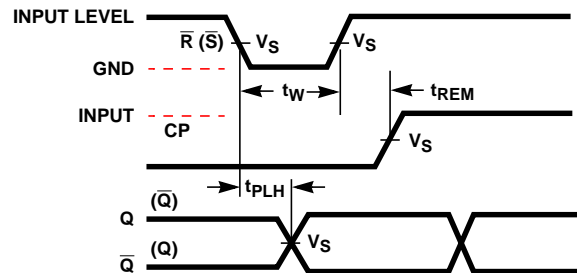 INPUT LEVEL
R̅ (S̅) VS VS
GND
tW
tREM
INPUT
CP
VS
tPLH
(Q̅)
Q
VS
(Q)
Q̅